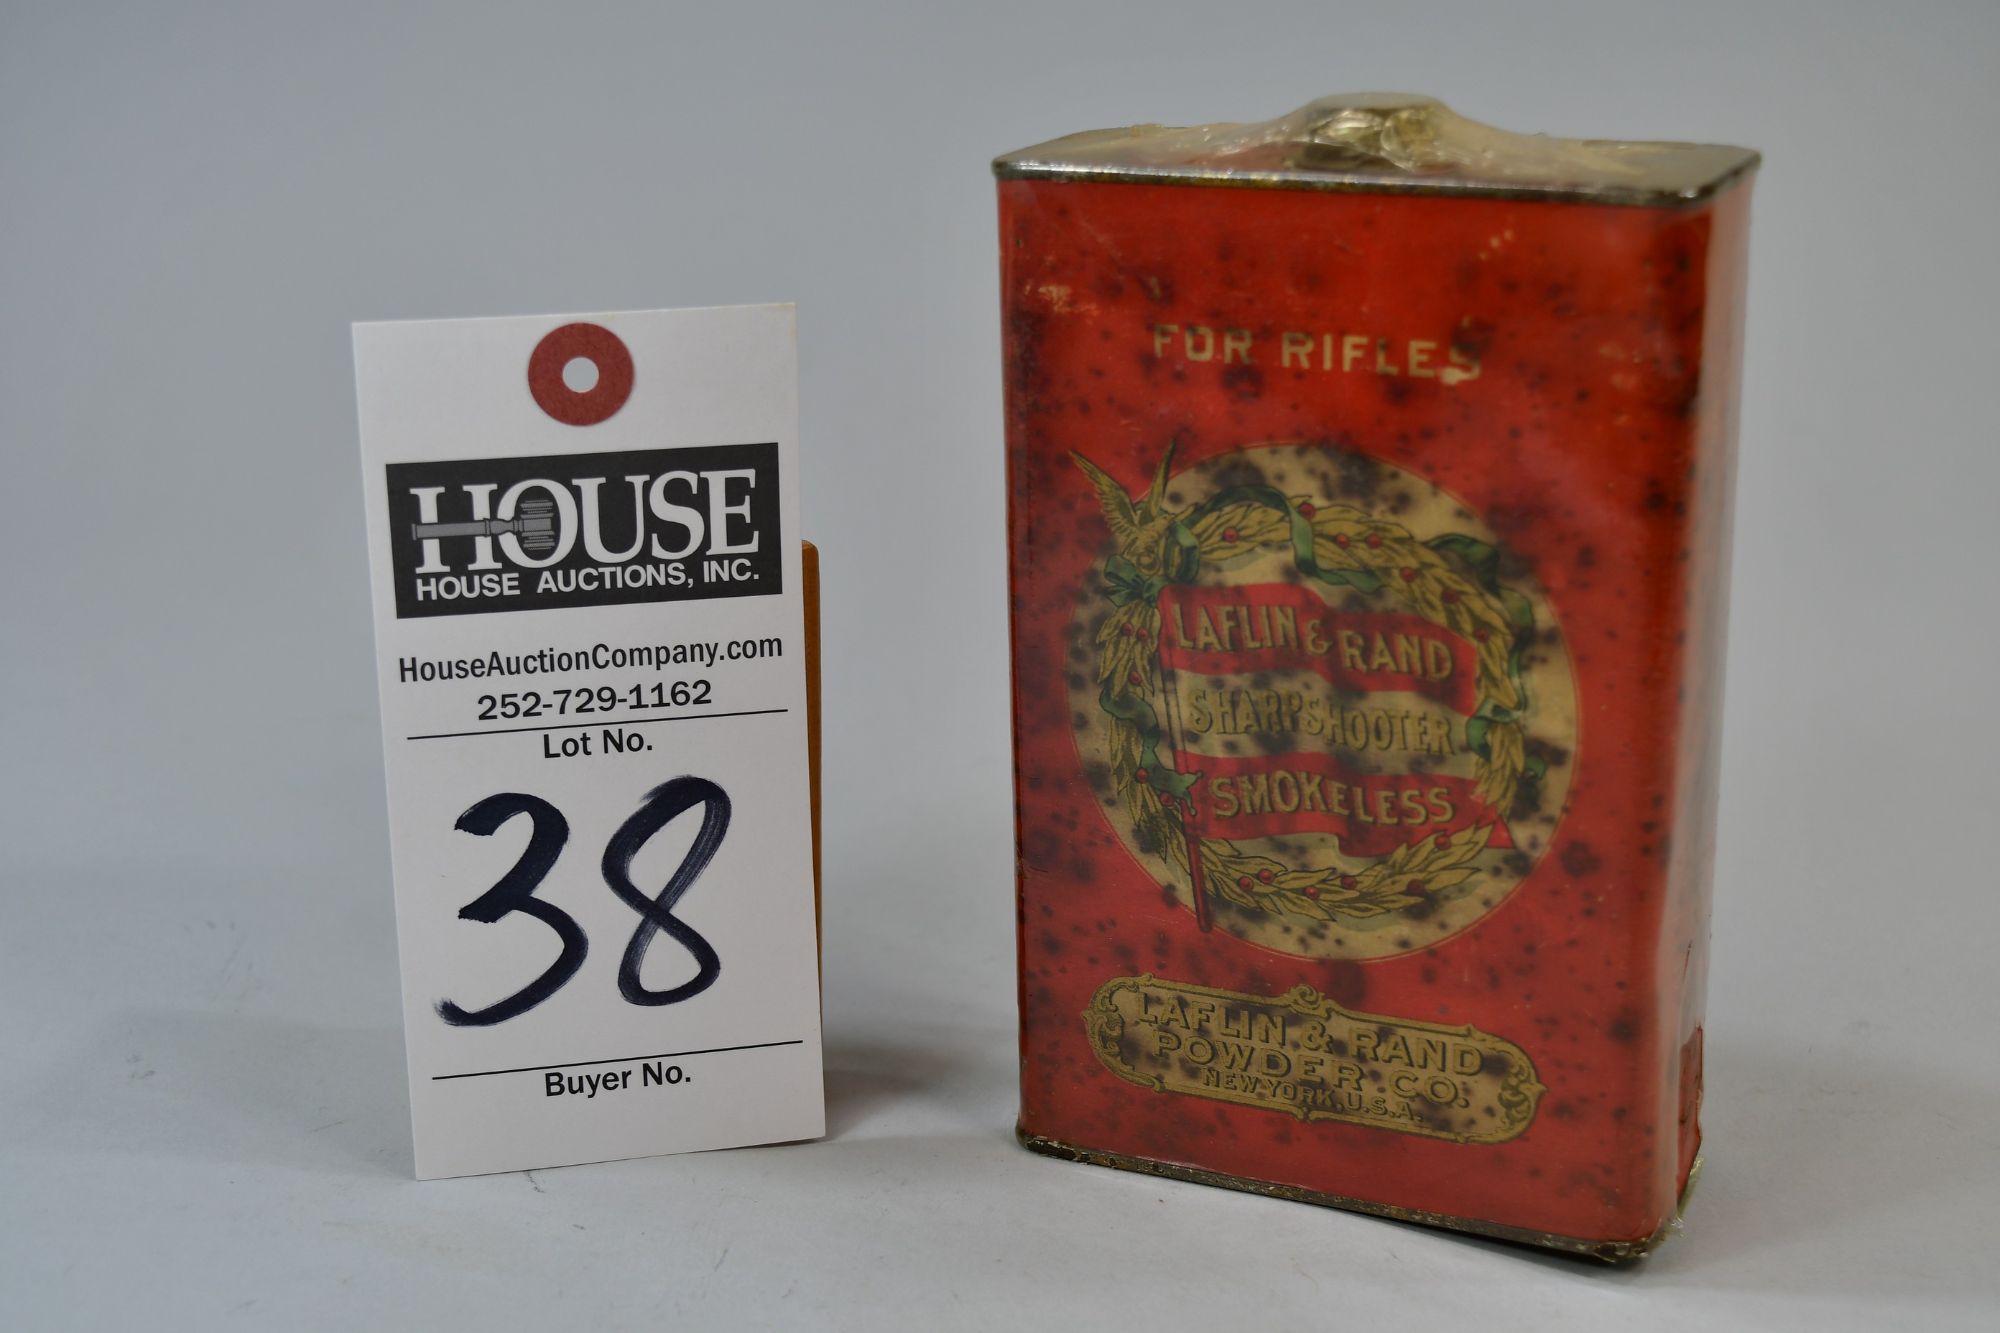 HOUSE
HOUSE AUCTIONS, INC.
HouseAuctionCompany.com
252-729-1162
Lot No.
38
Buyer No.
FOR RIFLES
LAFLIN & RAND
SHARPSHOOTER
SMOKELESS
LAFLIN & RAND
POWDER CO.
NEW YORK, U.S.A.